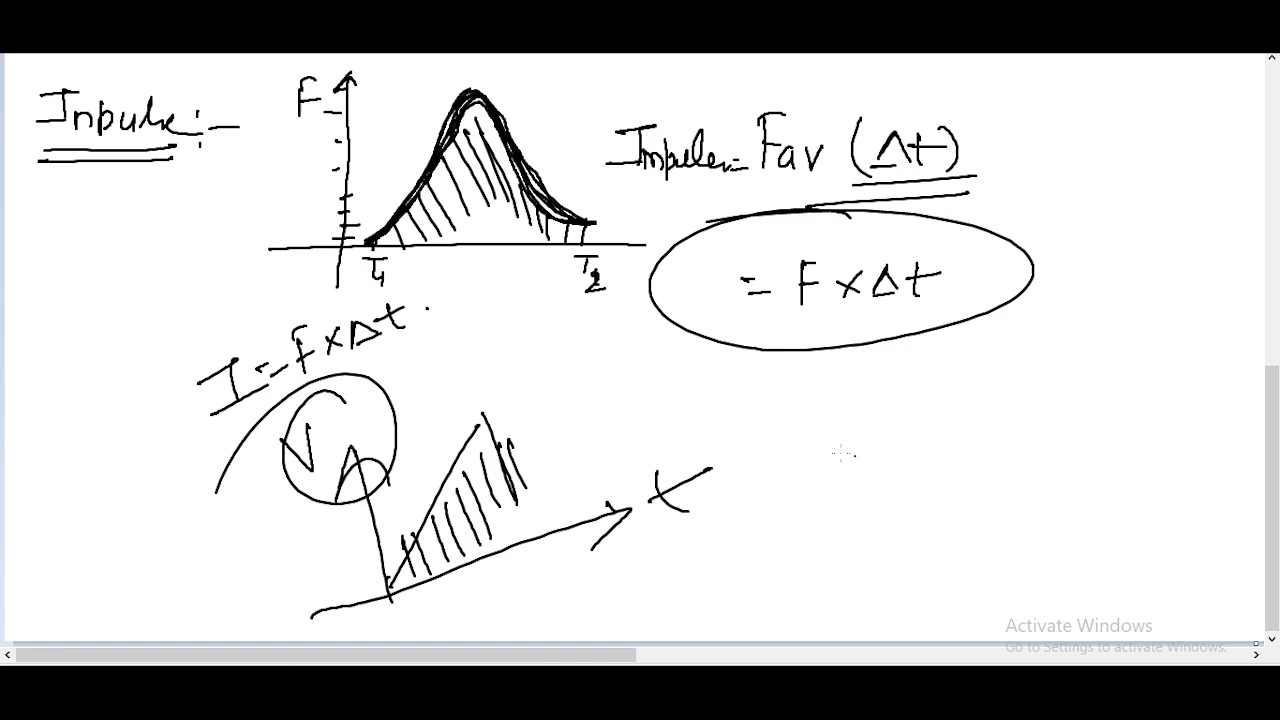 Inpulse:-
F
Impulse = Fav (Δt)
= F × Δt
T1
T2
I = F × Δt.
V
t
Activate Windows
Go to Settings to activate Windows.